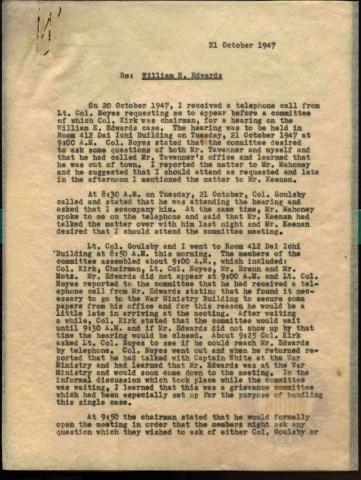 21 October 1947
Re: William E. Edwards
On 20 October 1947, I received a telephone call from
Lt. Col. Noyes requesting me to appear before a committee
of which Col. Kirk was chairman, for a hearing on the
William E. Edwards case. The hearing was to be held in
Room 412 Dai Ichi Building on Tuesday, 21 October 1947 at
9:00 A.M. Col. Noyes stated that the committee desired
to ask some questions of both Mr. Tavenner and myself and
that he had called Mr. Tavenner's office and learned that
he was out of town. I reported the matter to Mr. Mahoney
and he suggested that I should attend as requested and late
in the afternoon I mentioned the matter to Mr. Keenan.
At 8:30 A.M. on Tuesday, 21 October, Col. Goulsby
called and stated that he was attending the hearing and
asked that I accompany him. At the same time, Mr. Mahoney
spoke to me on the telephone and said that Mr. Keenan had
talked the matter over with him last night and Mr. Keenan
desired that I should attend the committee meeting.
Lt. Col. Goulsby and I went to Room 412 Dai Ichi
Building at 8:50 A.M. this morning. The members of the
committee assembled about 9:00 A.M., which included:
Col. Kirk, Chairman, Lt. Col. Noyes, Mr. Braun and Mr.
Motz. Mr. Edwards did not appear at 9:00 A.M. and Lt. Col.
Noyes reported to the committee that he had received a tel-
ephone call from Mr. Edwards stating that he found it nec-
essary to go to the War Ministry Building to secure some
papers from his office and for this reason he would be a
little late in arriving at the meeting. After waiting
a while, Col. Kirk stated that the committee would wait
until 9:30 A.M. and if Mr. Edwards did not show up by that
time the hearing would be closed. About 9:25 Col. Kirk
asked Lt. Col. Noyes to see if he could reach Mr. Edwards
by telephone. Col. Noyes went out and when he returned re-
ported that he had talked with Captain White at the War
Ministry and had learned that Mr. Edwards was at the War
Ministry and would soon come down to the meeting. In the
informal discussion which took place while the committee
was waiting, I learned that this was a grievance committee
which had been especially set up for the purpose of handling
this single case.
At 9:50 the chairman stated that he would formally
open the meeting in order that the members might ask any
question which they wished to ask of either Col. Goulsby or